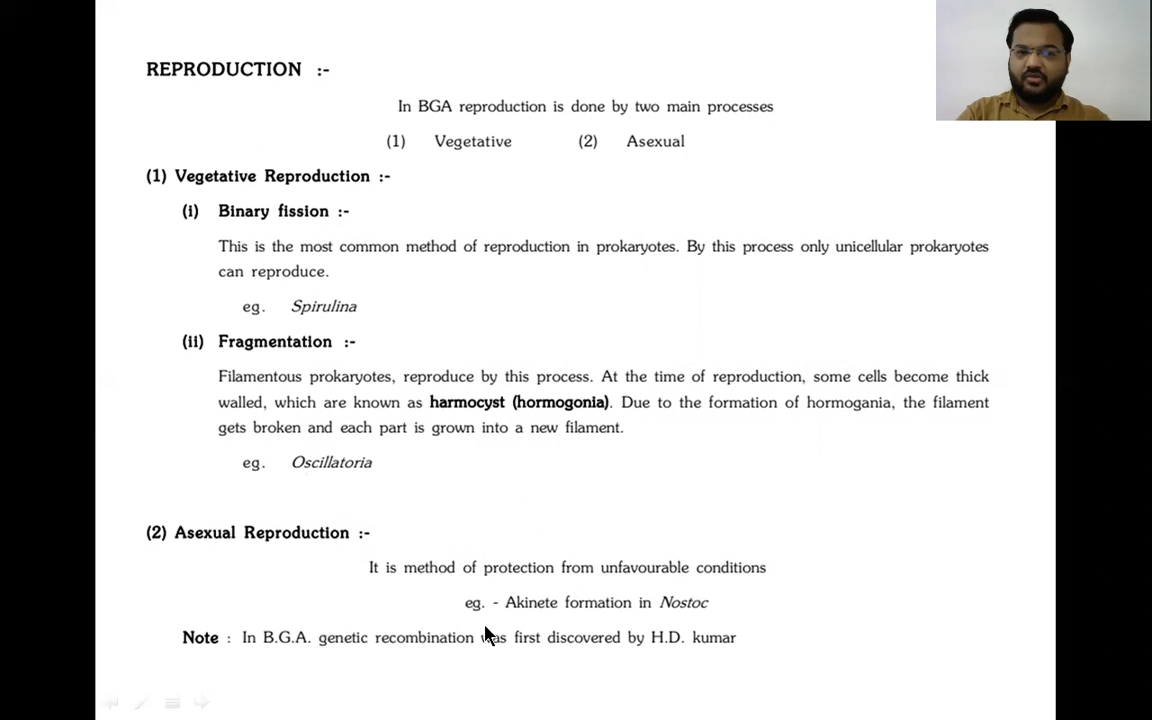 REPRODUCTION :-
In BGA reproduction is done by two main processes
(1) Vegetative (2) Asexual
(1) Vegetative Reproduction :-
(i) Binary fission :-
This is the most common method of reproduction in prokaryotes. By this process only unicellular prokaryotes
can reproduce.
eg. Spirulina
(ii) Fragmentation :-
Filamentous prokaryotes, reproduce by this process. At the time of reproduction, some cells become thick
walled, which are known as harmocyst (hormogonia). Due to the formation of hormogania, the filament
gets broken and each part is grown into a new filament.
eg. Oscillatoria
(2) Asexual Reproduction :-
It is method of protection from unfavourable conditions
eg. - Akinete formation in Nostoc
Note : In B.G.A. genetic recombination was first discovered by H.D. kumar